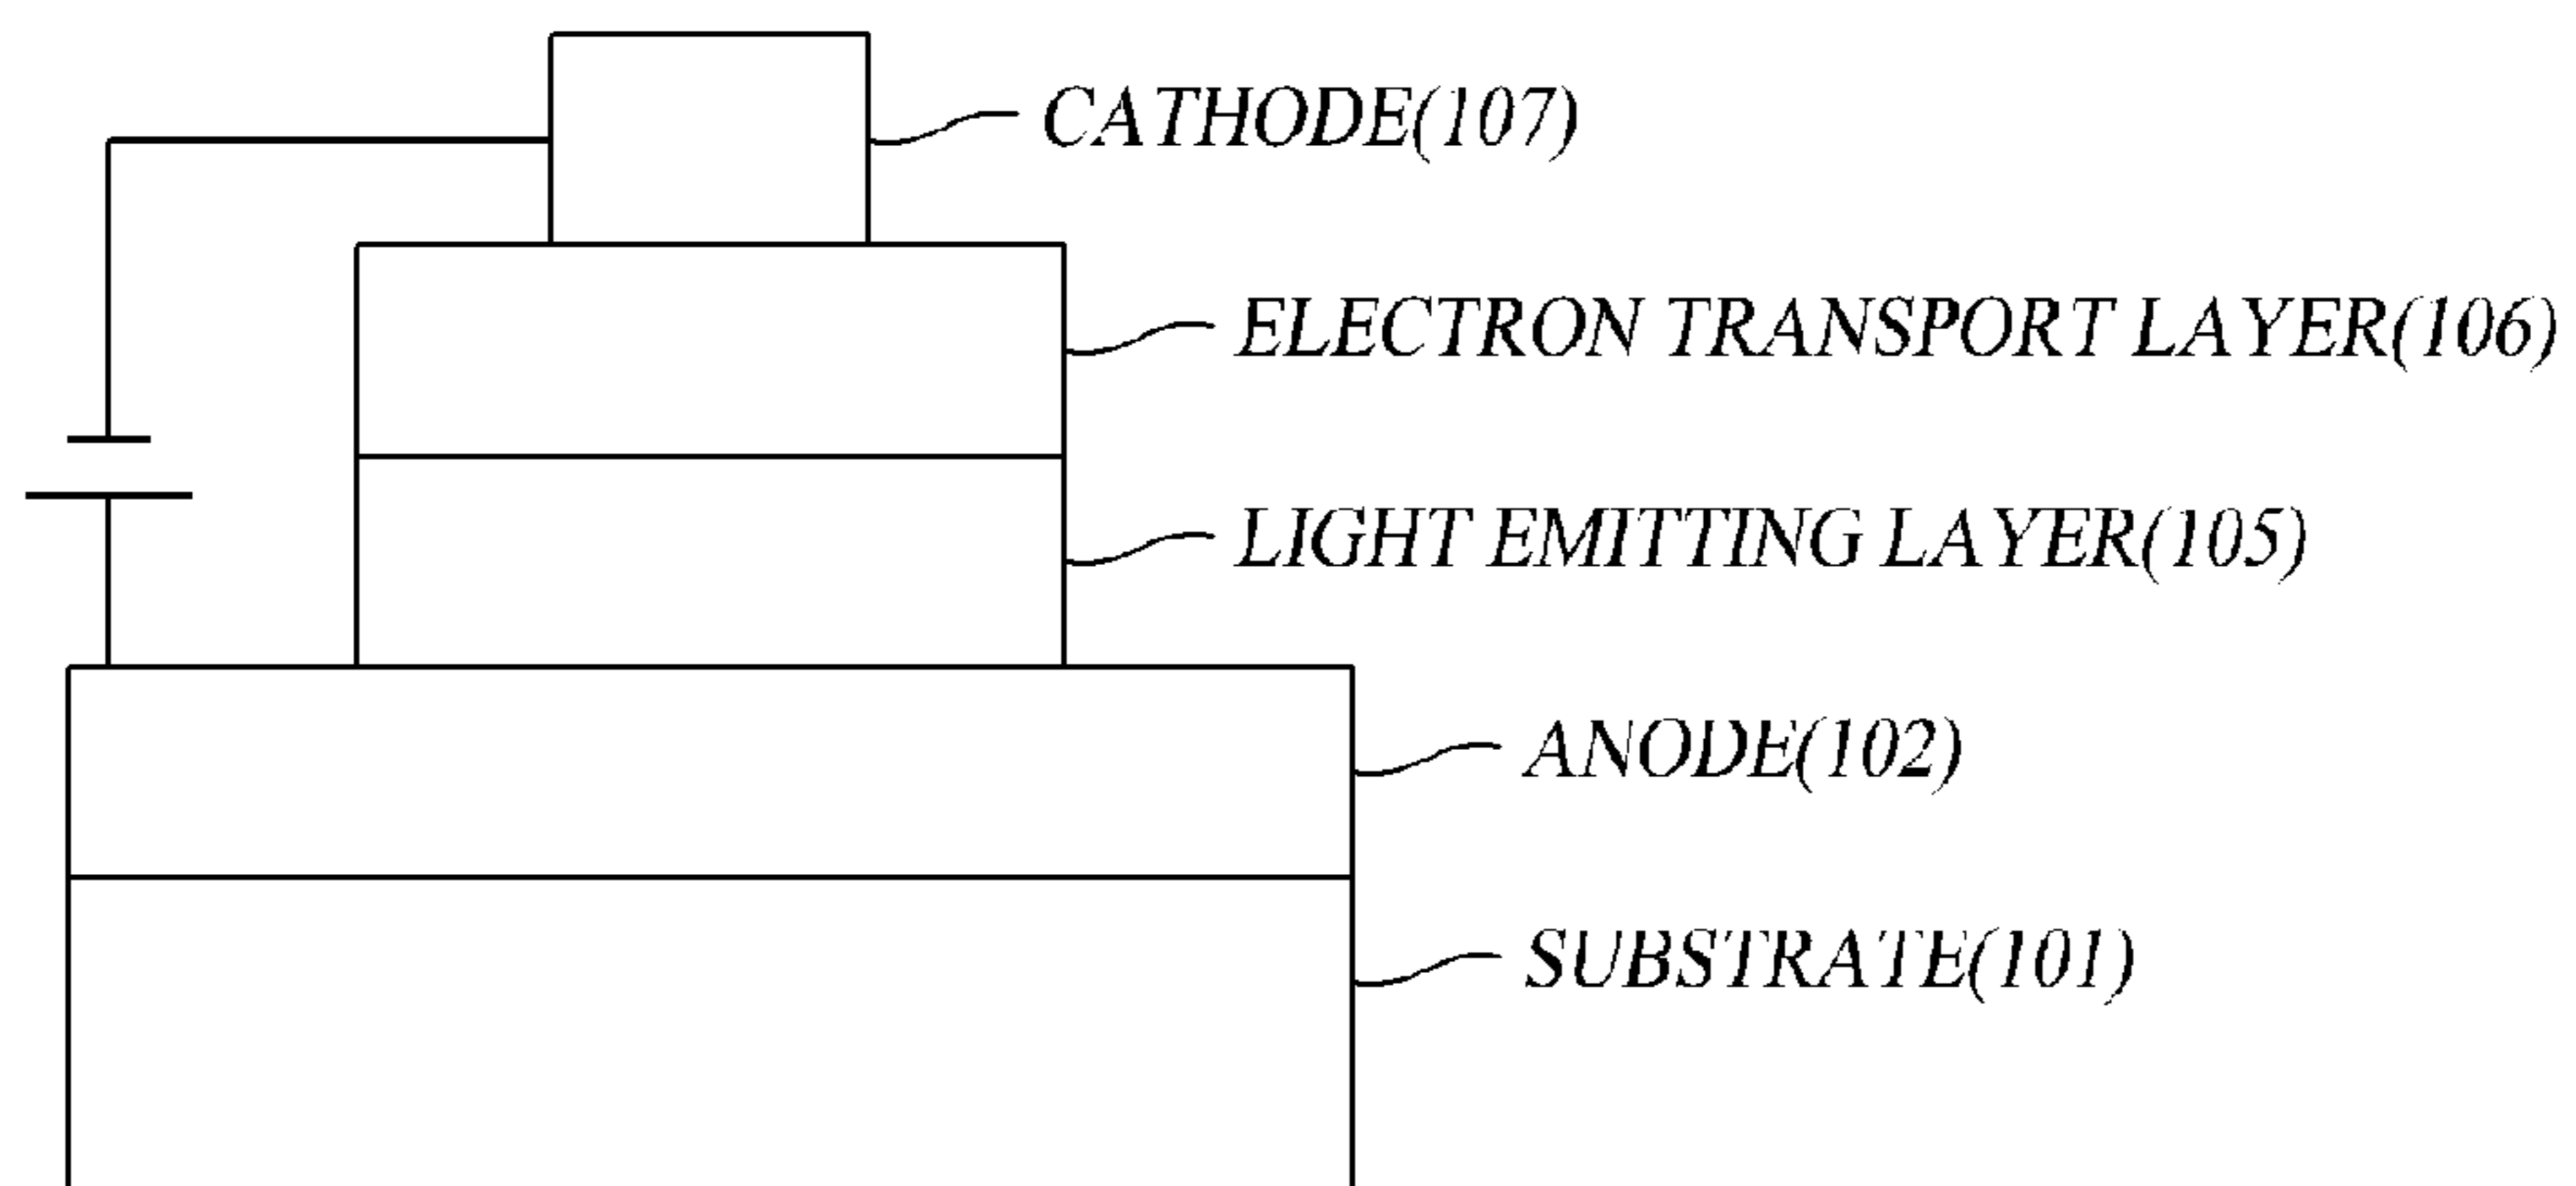 CATHODE(107)
ELECTRON TRANSPORT LAYER(106)
LIGHT EMITTING LAYER(105)
ANODE(102)
SUBSTRATE(101)